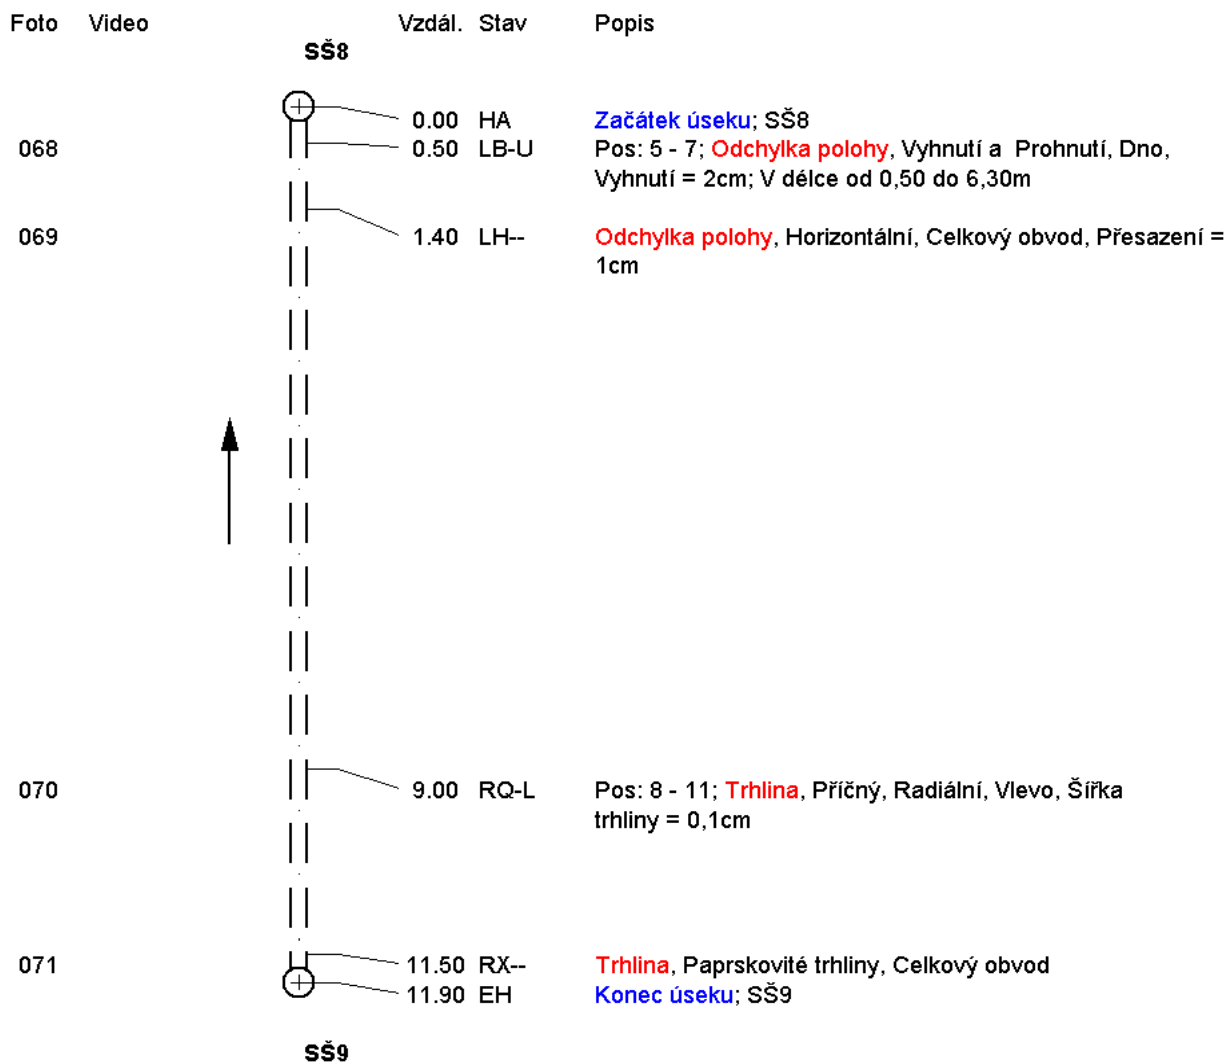 Foto Video Vzdál. Stav Popis
SŠ8
0.00 HA Začátek úseku; SŠ8
068 0.50 LB-U Pos: 5 - 7; Odchylka polohy, Vyhnutí a Prohnutí, Dno,
Vyhnutí = 2cm; V délce od 0,50 do 6,30m
069 1.40 LH-- Odchylka polohy, Horizontální, Celkový obvod, Přesazení =
1cm
070 9.00 RQ-L Pos: 8 - 11; Trhlina, Příčný, Radiální, Vlevo, Šířka
trhliny = 0,1cm
071 11.50 RX-- Trhlina, Paprskovité trhliny, Celkový obvod
11.90 EH Konec úseku; SŠ9
SŠ9